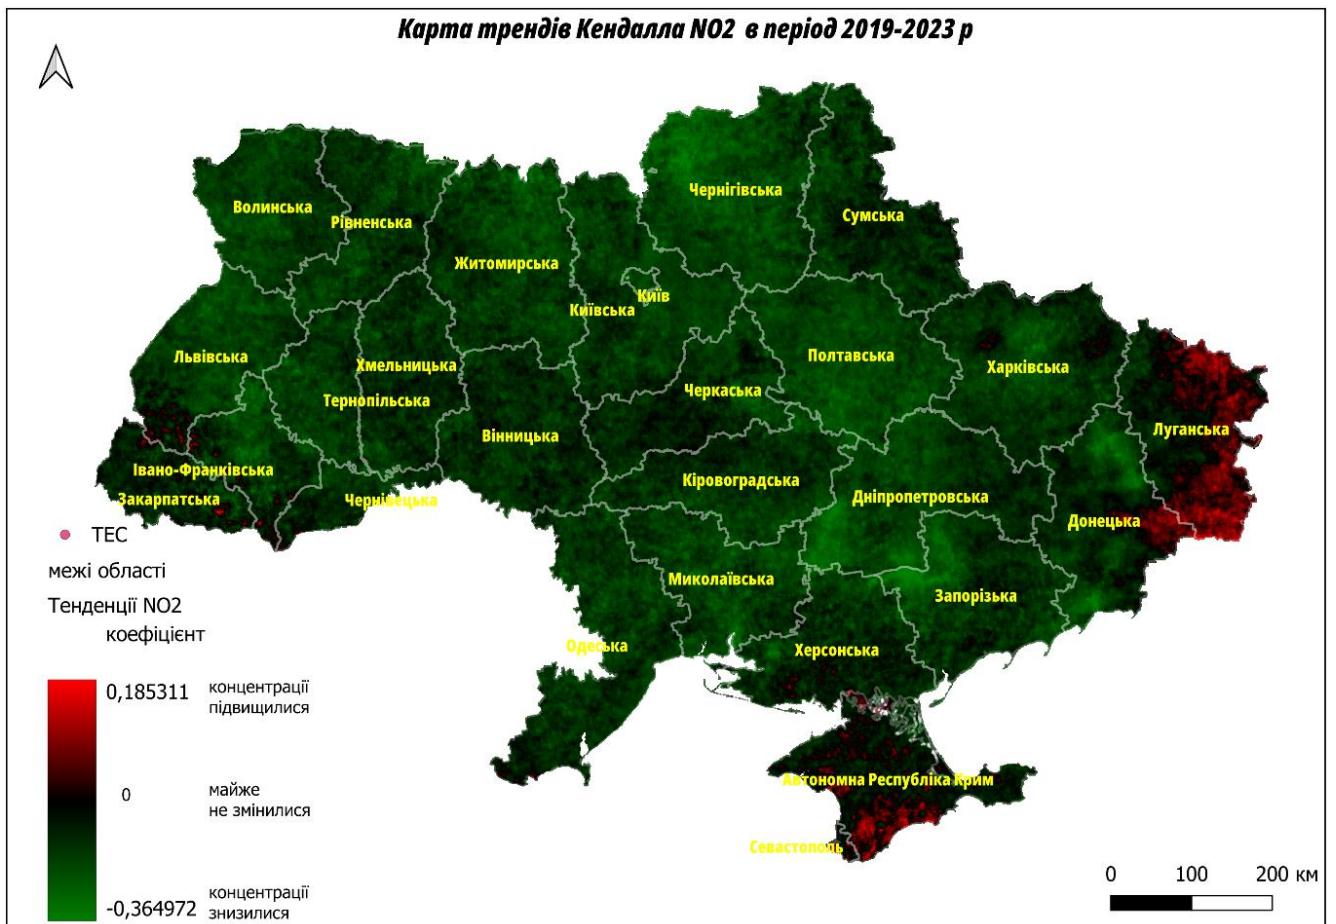 Карта трендів Кендалла NO2 в період 2019-2023 р
Чернігівська
Волинська
Сумська
Рівненська
Житомирська
Київ
Київська
Львівська
Полтавська
Хмельницька
Харківська
Черкаська
Тернопільська
Луганська
Вінницька
Івано-Франківська
Кіровоградська
Закарпатська
Чернівецька
Дніпропетровська
Донецька
Миколаївська
Запорізька
Одеська
Херсонська
Автономна Республіка Крим
Севастополь
ТЕС
межі області
Тенденції NO2
коефіцієнт
0,185311
концентрації
підвищилися
0
майже
не змінилися
-0,364972
концентрації
знизилися
0 100 200 км